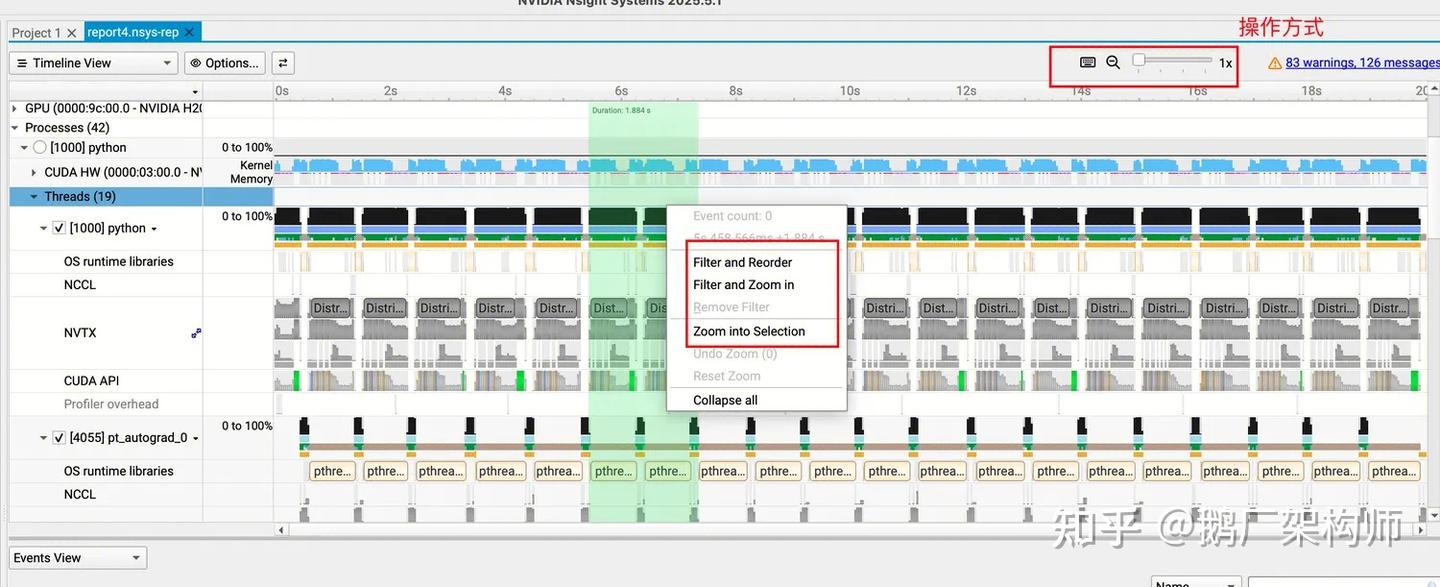 NVIDIA Nsight Systems 2025.5.1
操作方式
Project 1 report4.nsys-rep
Timeline View Options... 1x 83 warnings, 126 messages
0s 2s 4s 6s 8s 10s 12s 14s 16s 18s 20
GPU (0000:9c:00.0 - NVIDIA H20
Duration: 1.884 s
Processes (42)
[1000] python 0 to 100%
CUDA HW (0000:03:00.0 - NV Kernel
Memory
Threads (19)
[1000] python 0 to 100%
OS runtime libraries
NCCL
NVTX Distr... Distri... Distri... Distr... Distr... Dist... Distri... Distr... Distri... Distr... Distri... Distri... Distr... Distri... Distri...
CUDA API
Profiler overhead
[4055] pt_autograd_0 0 to 100%
OS runtime libraries pthre... pthre... pthrea... pthrea... pthrea... pthre... pthre... pthrea... pthre... pthre... pthre... pthrea... pthrea... pthre... pthrea... pthrea... pthrea... pthre... pthrea... pthrea...
NCCL
Event count: 0
5s 458.566ms +1.884 s
Filter and Reorder
Filter and Zoom in
Remove Filter
Zoom into Selection
Undo Zoom (0)
Reset Zoom
Collapse all
知乎 @鹅厂架构师
Events View
Name